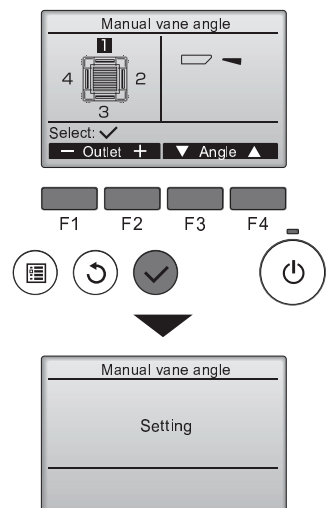 Manual vane angle
1
4 2
3
Select: ✓
− Outlet + ▼ Angle ▲
F1 F2 F3 F4
Manual vane angle
Setting